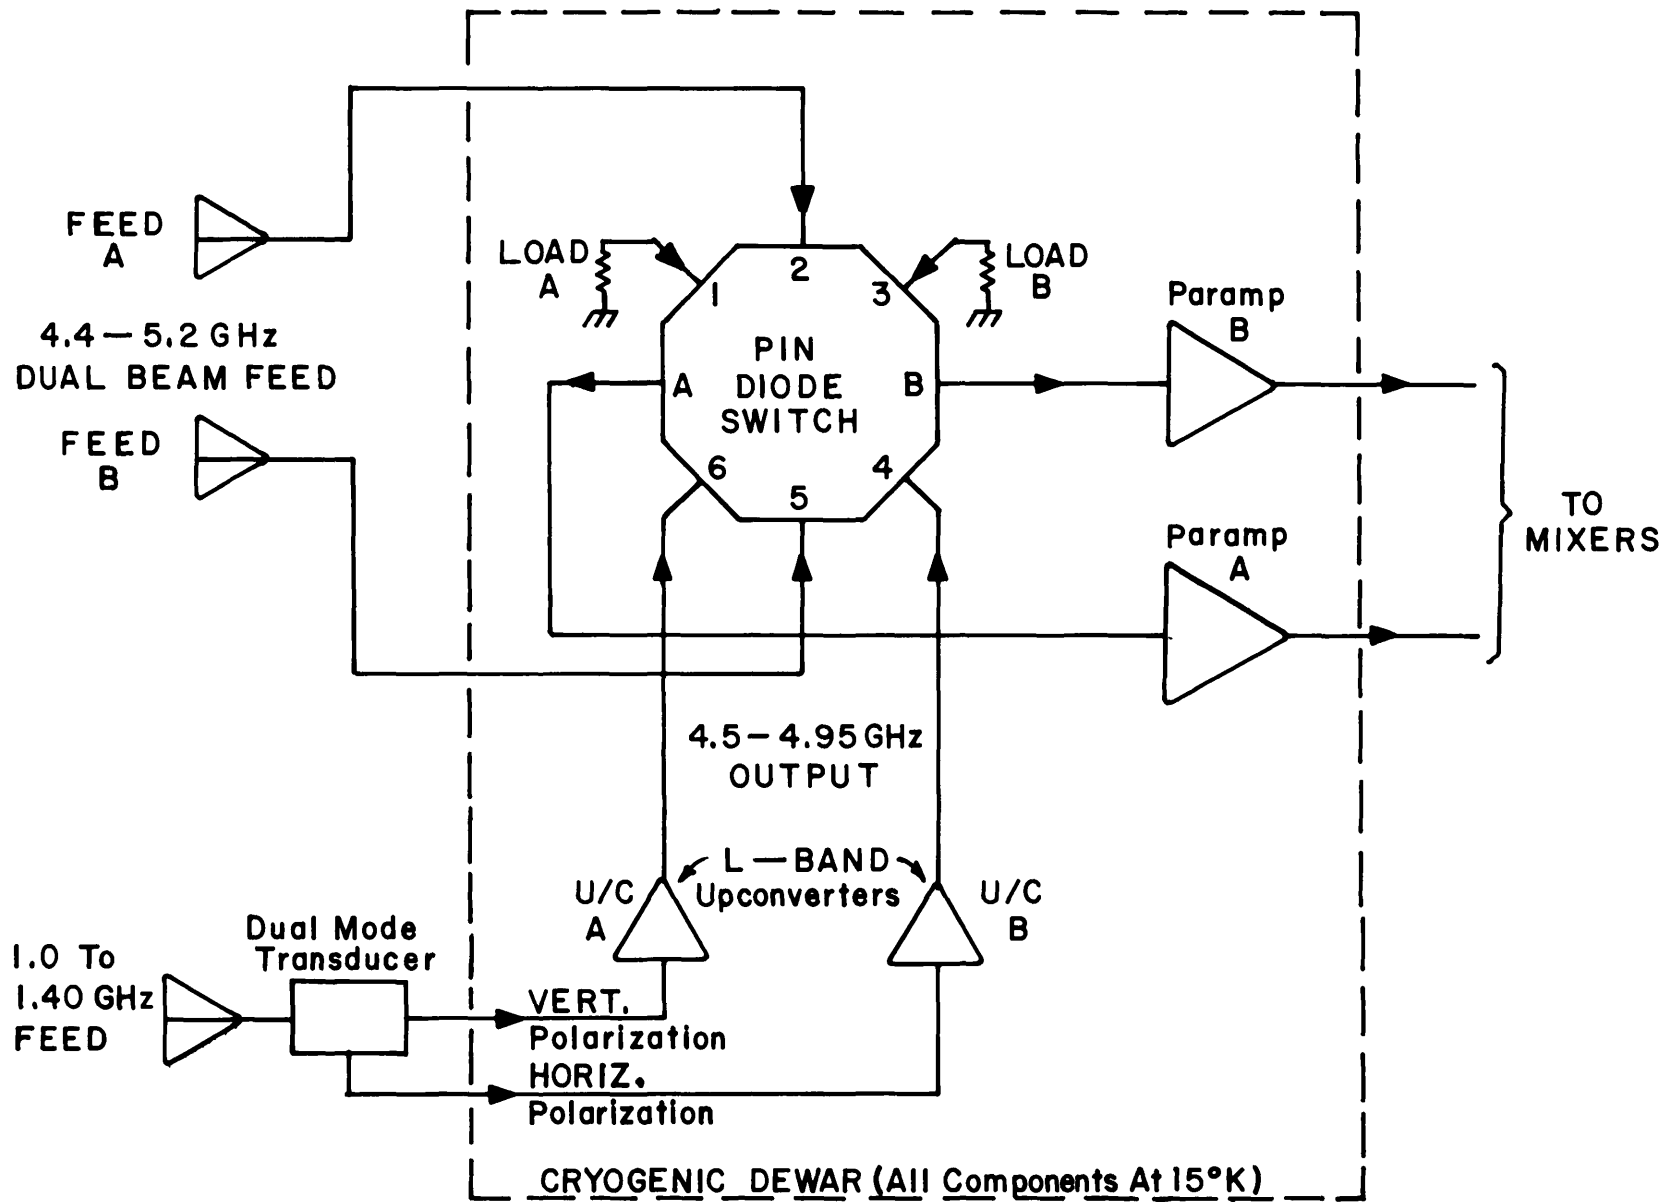 FEED
A
4.4 – 5.2 GHz
DUAL BEAM FEED
FEED
B
LOAD
A
LOAD
B
1
2
3
A
PIN
DIODE
SWITCH
B
6
5
4
Paramp
B
Paramp
A
TO
MIXERS
4.5 – 4.95 GHz
OUTPUT
L – BAND
Upconverters
U/C
A
U/C
B
Dual Mode
Transducer
1.0 To
1.40 GHz
FEED
VERT.
Polarization
HORIZ.
Polarization
CRYOGENIC DEWAR (All Components At 15°K)